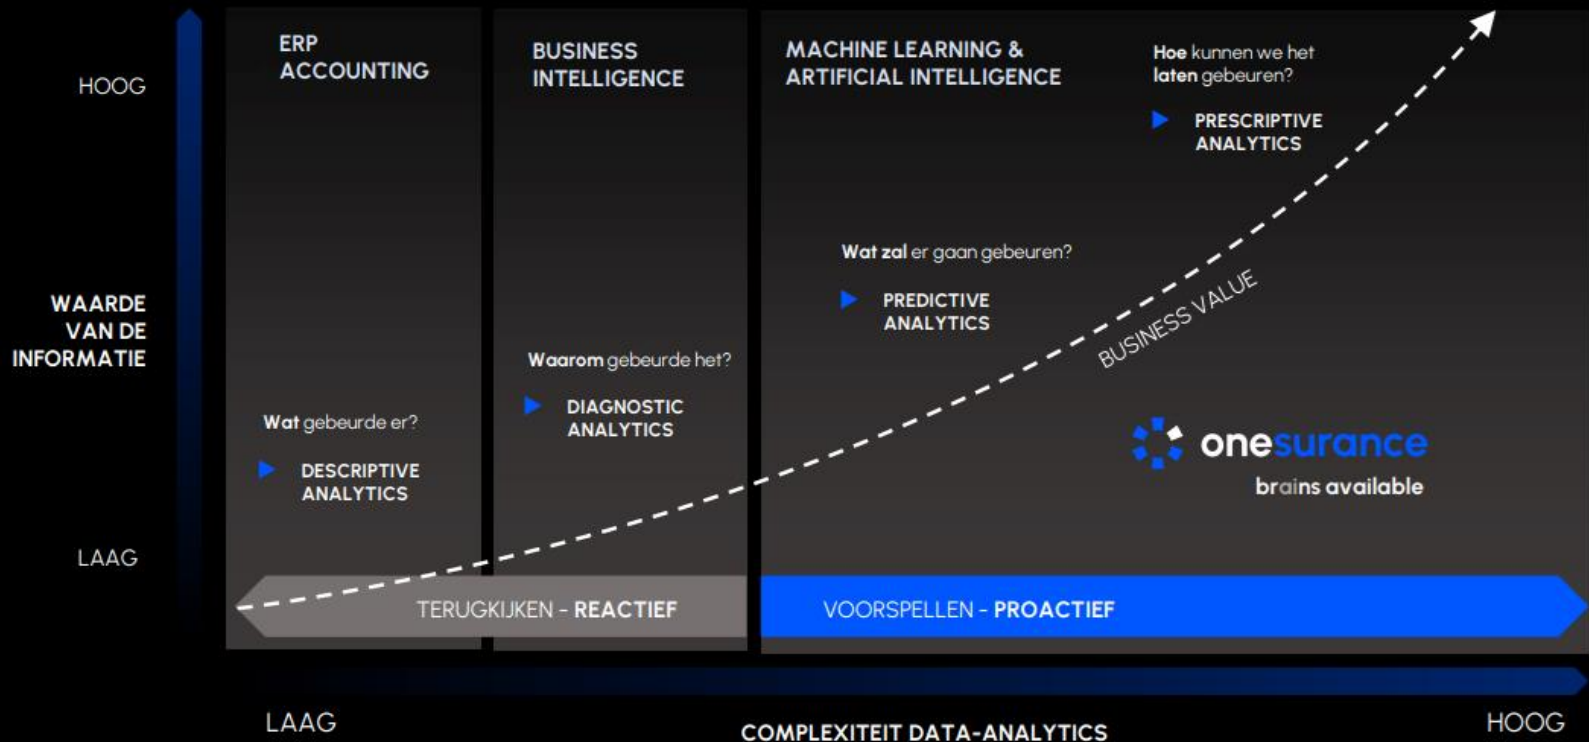 HOOG
WAARDE
VAN DE
INFORMATIE
LAAG
ERP
ACCOUNTING
Wat gebeurde er?
DESCRIPTIVE
ANALYTICS
BUSINESS
INTELLIGENCE
Waarom gebeurde het?
DIAGNOSTIC
ANALYTICS
MACHINE LEARNING &
ARTIFICIAL INTELLIGENCE
Wat zal er gaan gebeuren?
PREDICTIVE
ANALYTICS
Hoe kunnen we het
laten gebeuren?
PRESCRIPTIVE
ANALYTICS
BUSINESS VALUE
onesurance
brains available
TERUGKIJKEN - REACTIEF
VOORSPELLEN - PROACTIEF
LAAG
COMPLEXITEIT DATA-ANALYTICS
HOOG